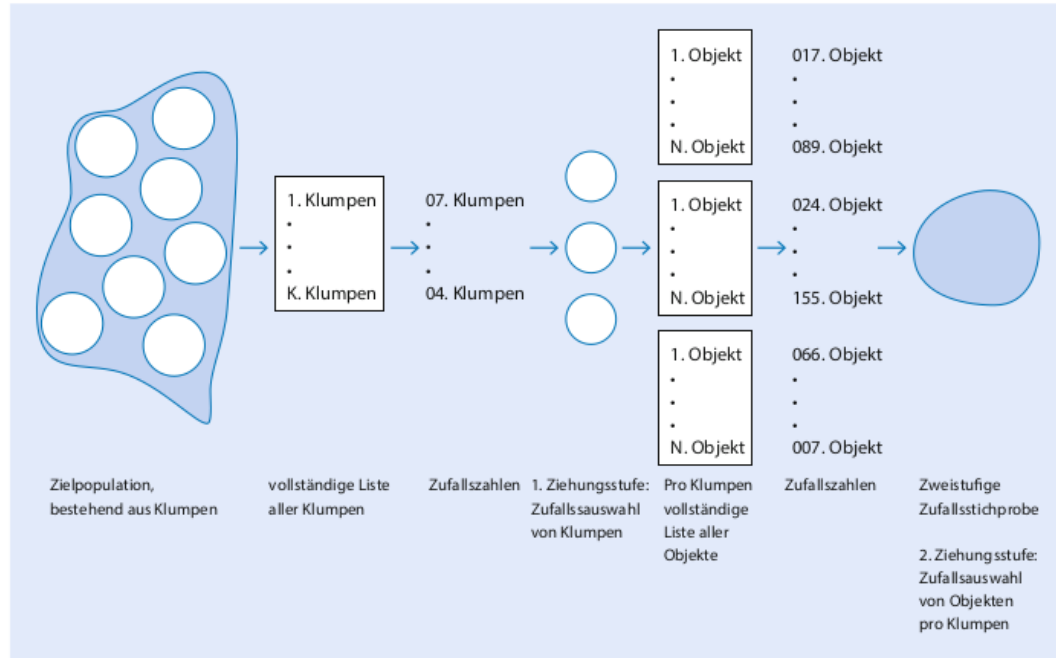 1. Objekt
.
.
.
N. Objekt
017. Objekt
.
.
.
089. Objekt
1. Klumpen
.
.
.
K. Klumpen
07. Klumpen
.
.
.
04. Klumpen
1. Objekt
.
.
.
N. Objekt
024. Objekt
.
.
.
155. Objekt
1. Objekt
.
.
.
N. Objekt
066. Objekt
.
.
.
007. Objekt
Zielpopulation,
bestehend aus Klumpen
vollständige Liste
aller Klumpen
Zufallszahlen
1. Ziehungsstufe:
Zufallsauswahl
von Klumpen
Pro Klumpen
vollständige
Liste aller
Objekte
Zufallszahlen
Zweistufige
Zufallsstichprobe
2. Ziehungsstufe:
Zufallsauswahl
von Objekten
pro Klumpen